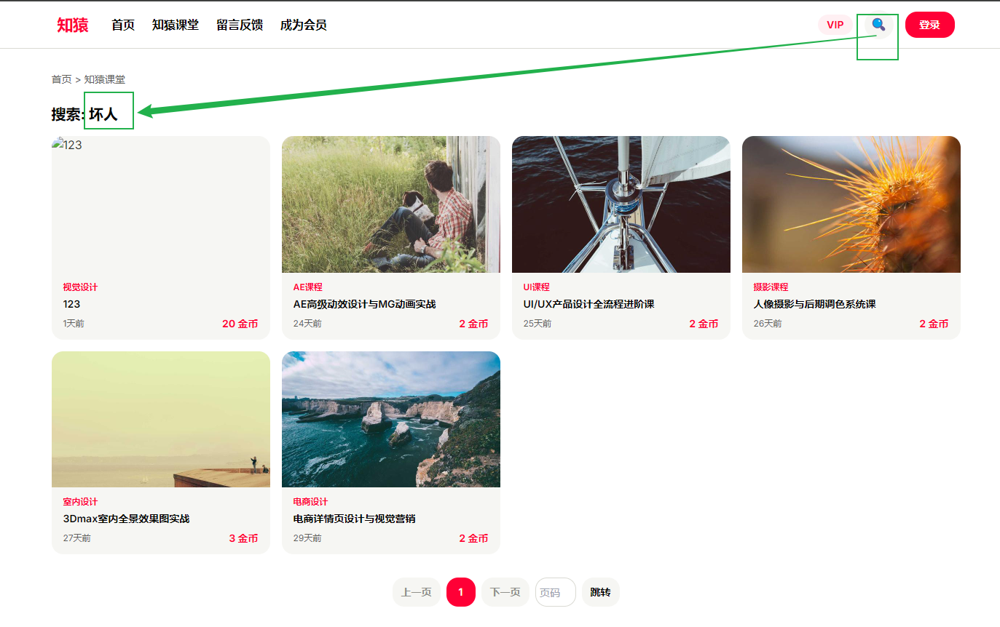 知猿 首页 知猿课堂 留言反馈 成为会员 VIP 登录
首页 > 知猿课堂
搜索: 坏人
123
视觉设计 AE课程 UI课程 摄影课程
123 AE高级动效设计与MG动画实战 UI/UX产品设计全流程进阶课 人像摄影与后期调色系统课
1天前 20 金币 24天前 2 金币 25天前 2 金币 26天前 2 金币
室内设计 电商设计
3Dmax室内全景效果图实战 电商详情页设计与视觉营销
27天前 3 金币 29天前 2 金币
上一页 1 下一页 页码 跳转